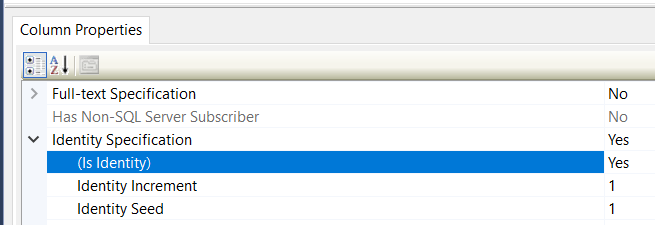 Column Properties
A Z
Full-text Specification No
Has Non-SQL Server Subscriber No
Identity Specification Yes
(Is Identity) Yes
Identity Increment 1
Identity Seed 1